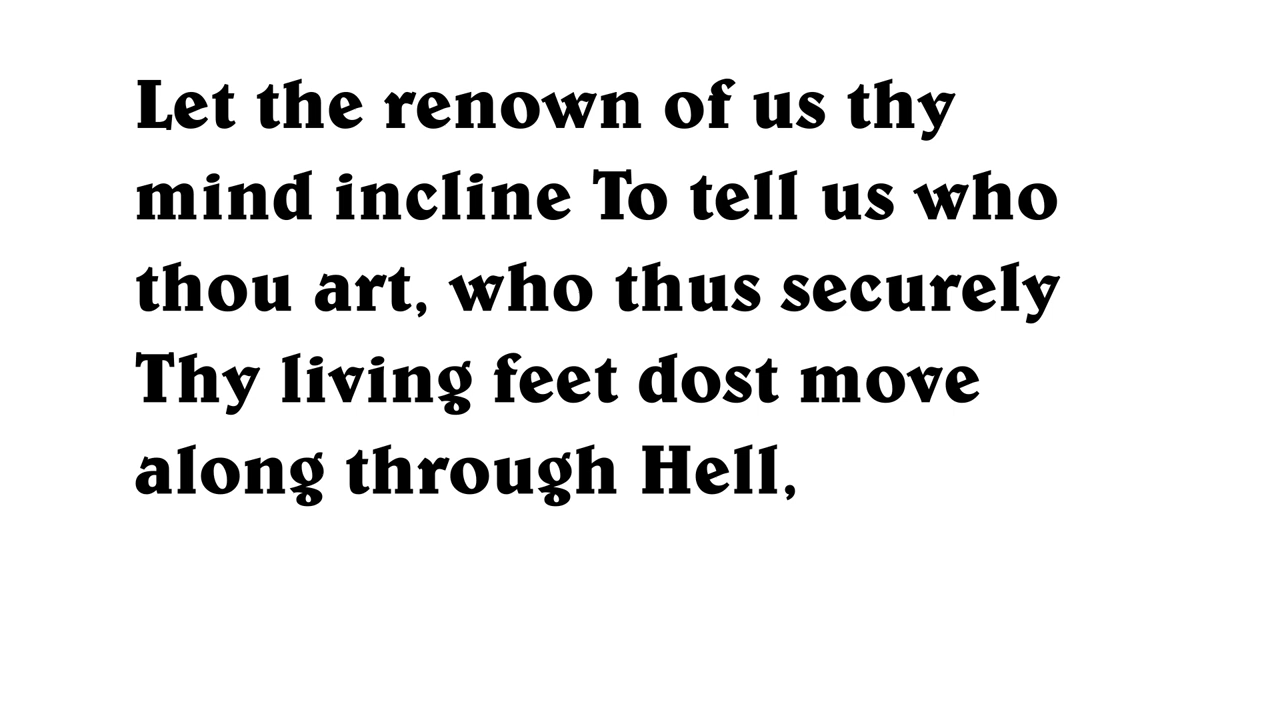 Let the renown of us thy
mind incline To tell us who
thou art, who thus securely
Thy living feet dost move
along through Hell,